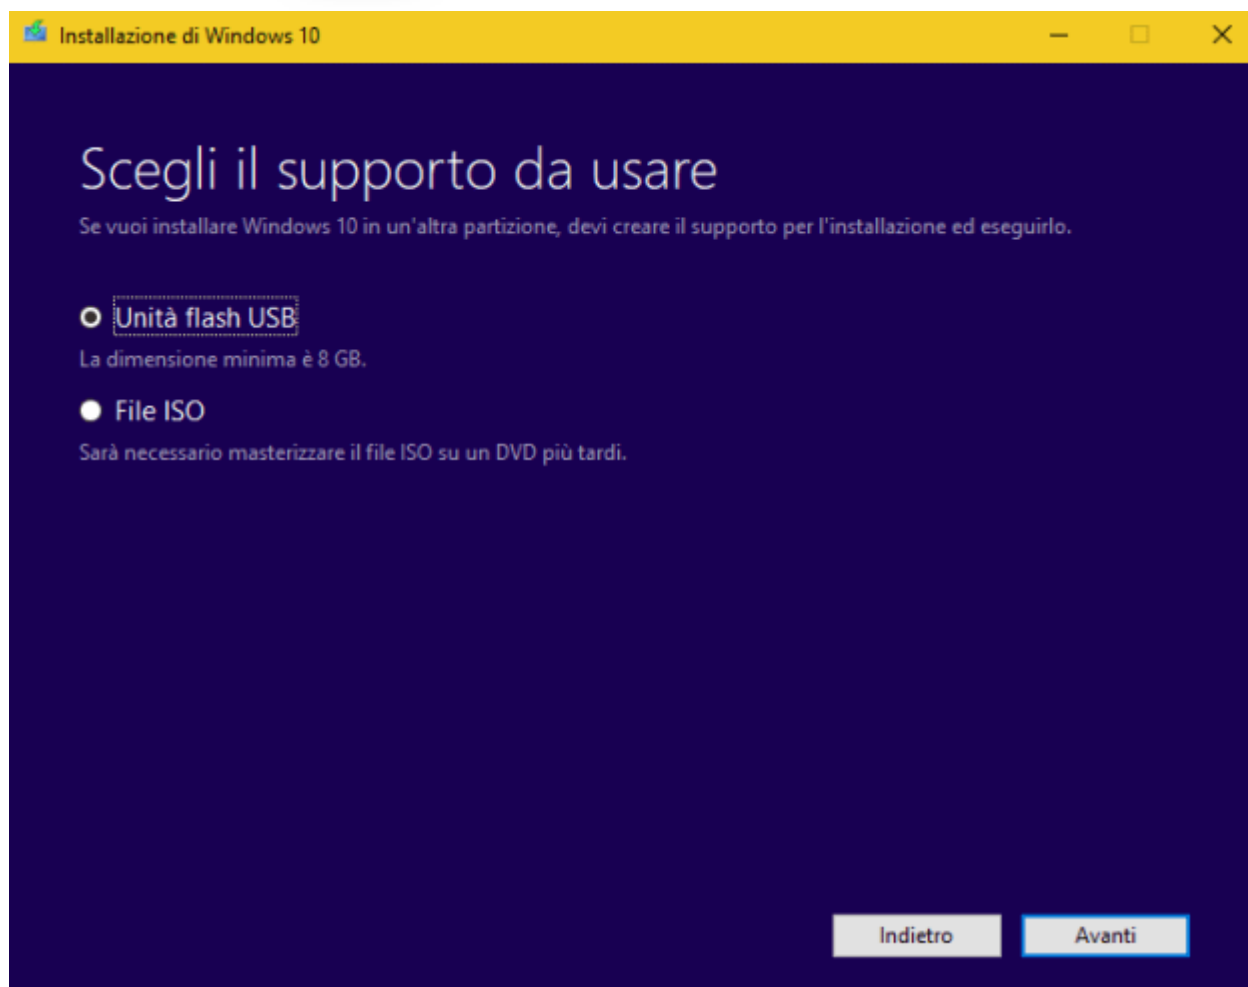 Installazione di Windows 10
Scegli il supporto da usare
Se vuoi installare Windows 10 in un'altra partizione, devi creare il supporto per l'installazione ed eseguirlo.
Unità flash USB
La dimensione minima è 8 GB.
File ISO
Sarà necessario masterizzare il file ISO su un DVD più tardi.
Indietro Avanti